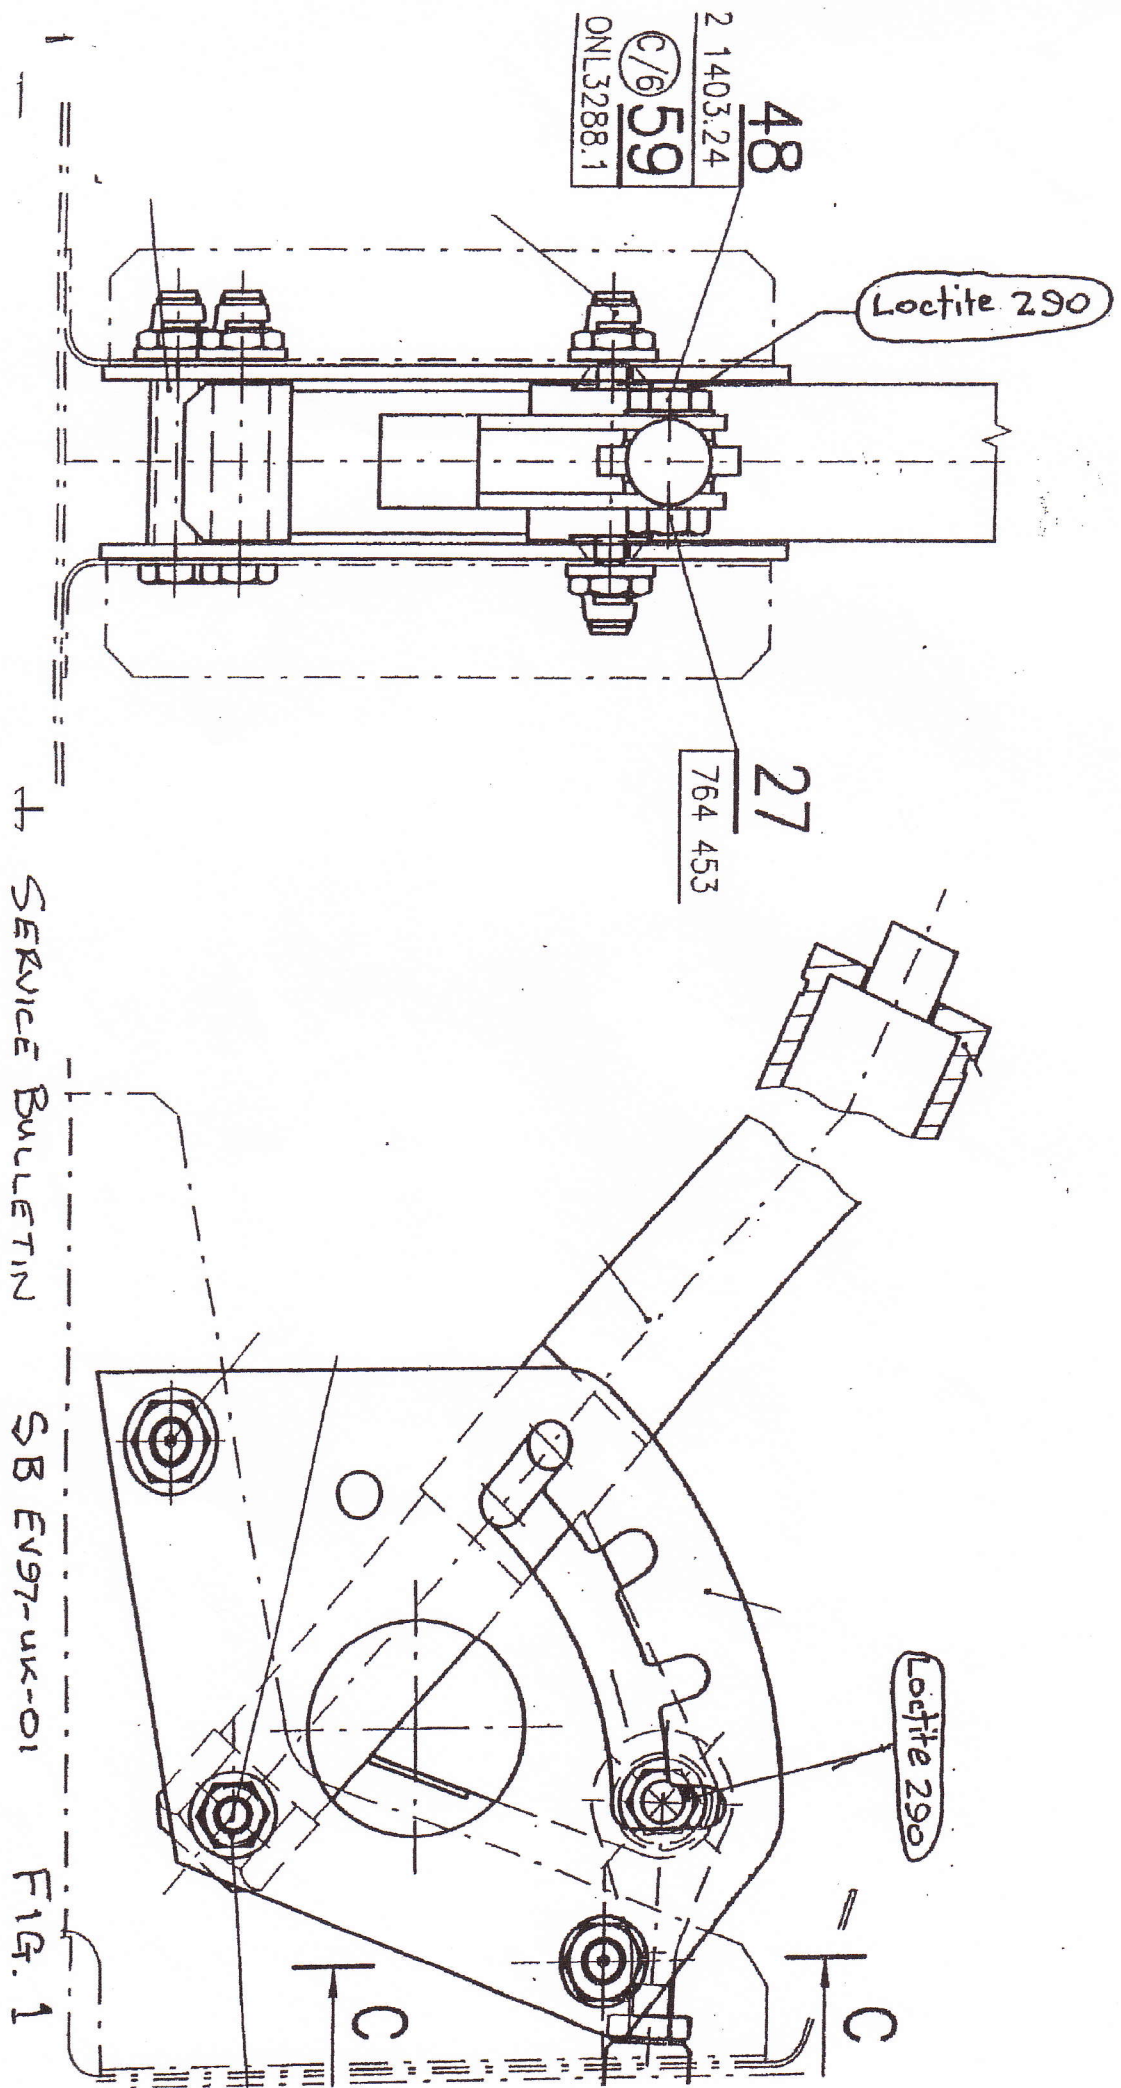 48
2 1403.24
C/6 59
ONL3288.1
Loctite 290
27
764 453
Loctite 290
C
C
SERVICE BULLETIN SB EV97-UK-01 FIG. 1